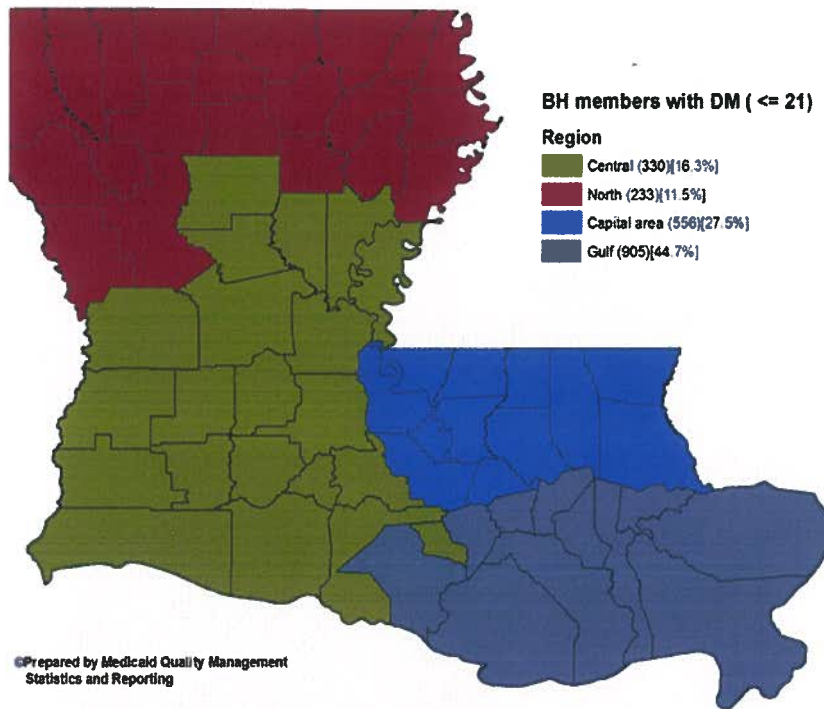 BH members with DM ( <= 21)
Region
Central (330)[16.3%]
North (233)[11.5%]
Capital area (556)[27.5%]
Gulf (905)[44.7%]
©Prepared by Medicaid Quality Management
Statistics and Reporting